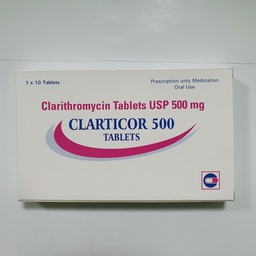 1 x 10 Tablets
Prescription only Medication
Oral Use
Clarithromycin Tablets USP 500 mg
CLARTICOR 500
TABLETS